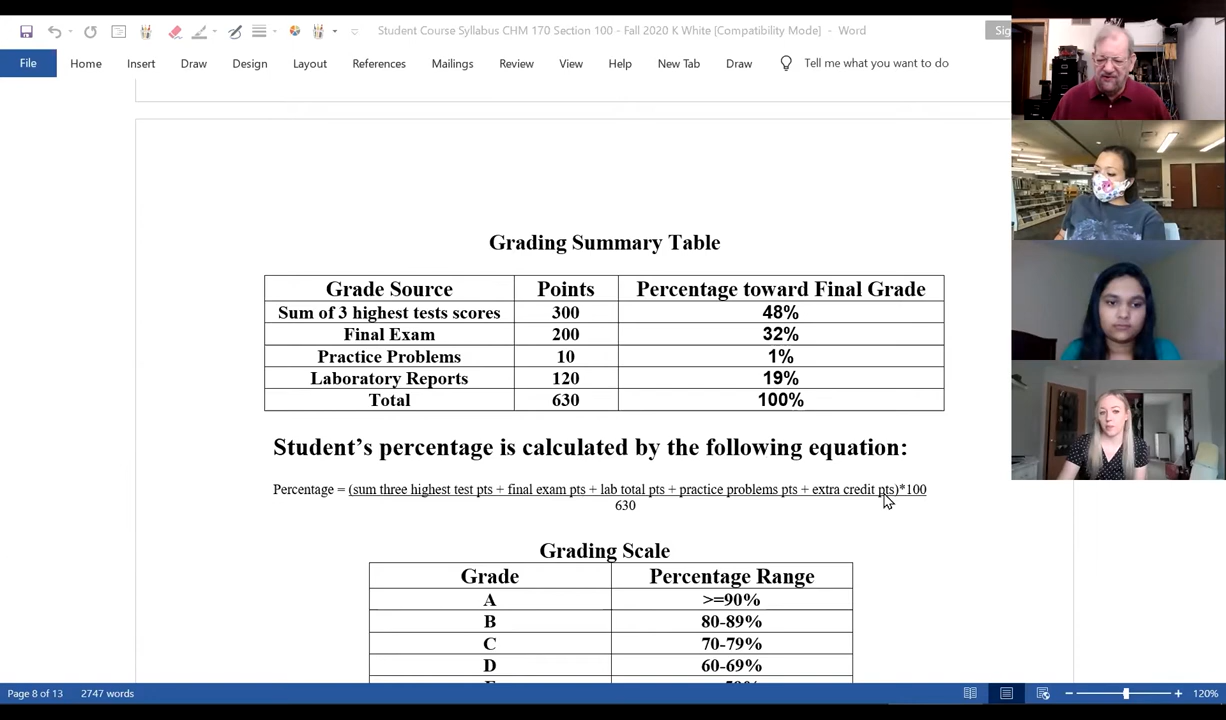 Student Course Syllabus CHM 170 Section 100 - Fall 2020 K White [Compatibility Mode] - Word
File Home Insert Draw Design Layout References Mailings Review View Help New Tab Draw Tell me what you want to do
Grading Summary Table
Grade Source Points Percentage toward Final Grade
Sum of 3 highest tests scores 300 48%
Final Exam 200 32%
Practice Problems 10 1%
Laboratory Reports 120 19%
Total 630 100%
Student's percentage is calculated by the following equation:
Percentage = (sum three highest test pts + final exam pts + lab total pts + practice problems pts + extra credit pts)*100
630
Grading Scale
Grade Percentage Range
A >=90%
B 80-89%
C 70-79%
D 60-69%
Page 8 of 13 2747 words 120%